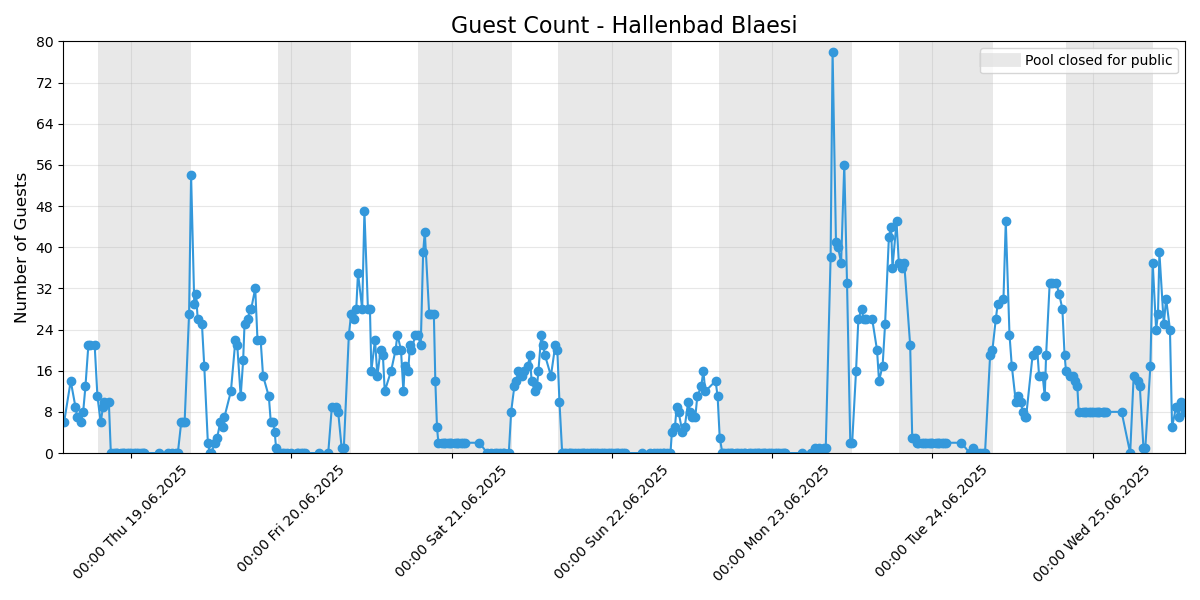 Guest Count - Hallenbad Blaesi
Pool closed for public
Number of Guests
80
72
64
56
48
40
32
24
16
8
0
00:00 Thu 19.06.2025
00:00 Fri 20.06.2025
00:00 Sat 21.06.2025
00:00 Sun 22.06.2025
00:00 Mon 23.06.2025
00:00 Tue 24.06.2025
00:00 Wed 25.06.2025